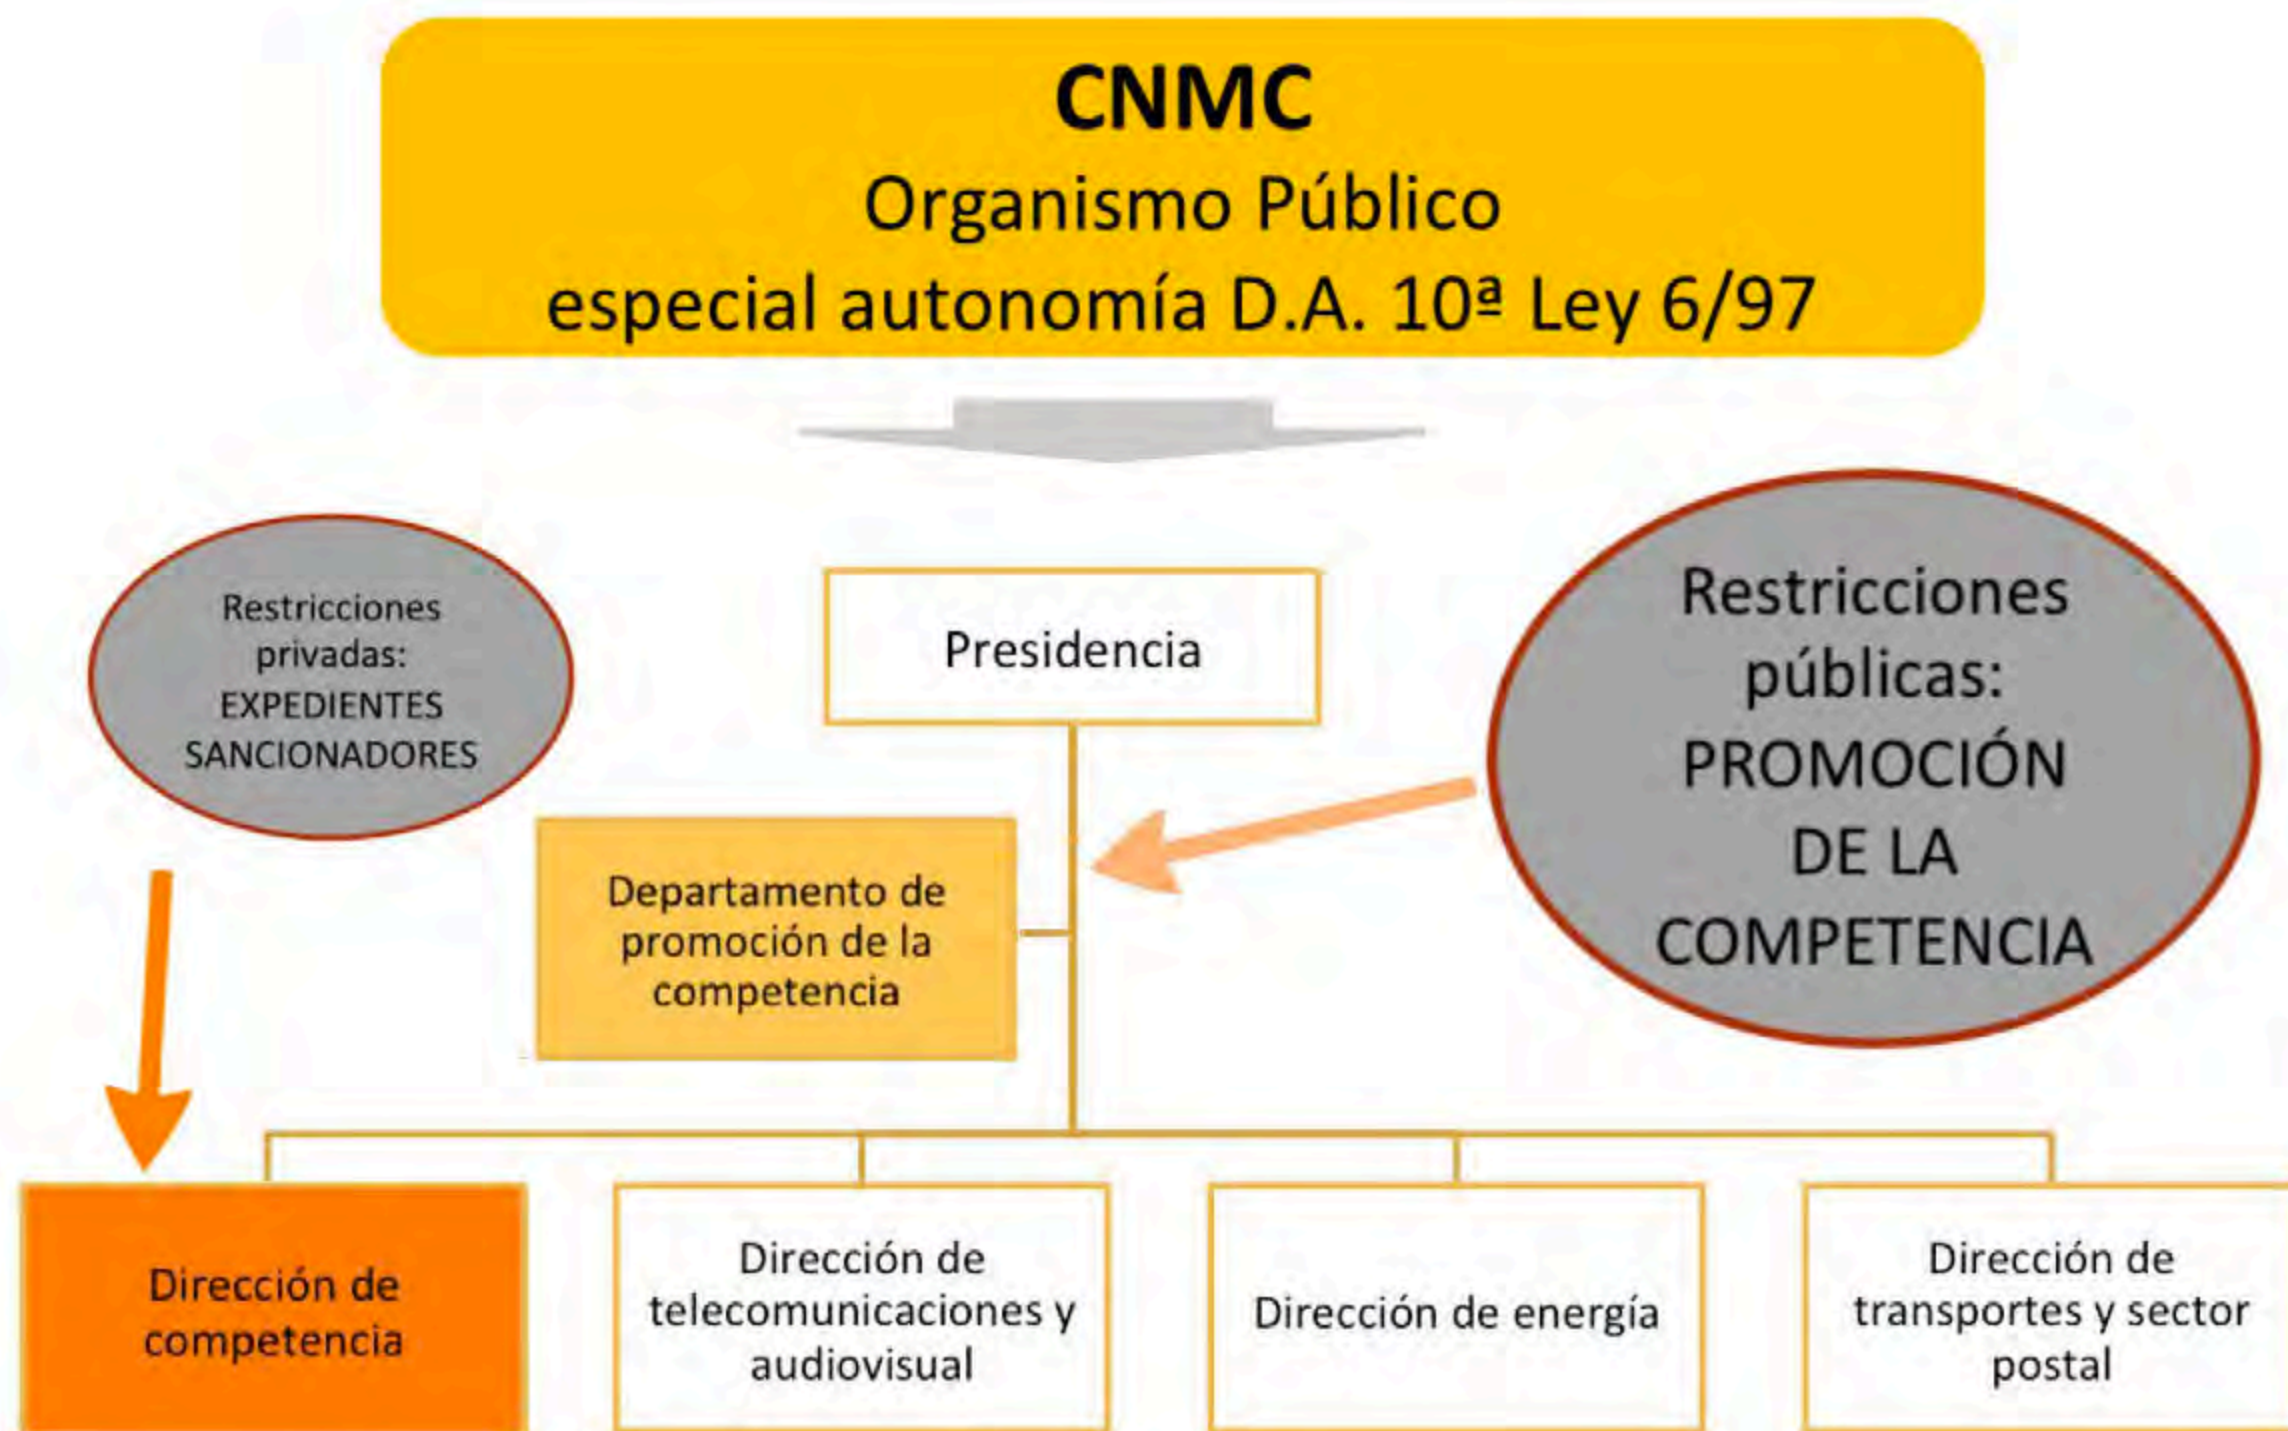 CNMC
Organismo Público
especial autonomía D.A. 10ª Ley 6/97
Restricciones
privadas:
EXPEDIENTES
SANCIONADORES
Presidencia
Restricciones
públicas:
PROMOCIÓN
DE LA
COMPETENCIA
Departamento de
promoción de la
competencia
Dirección de
competencia
Dirección de
telecomunicaciones y
audiovisual
Dirección de energía
Dirección de
transportes y sector
postal